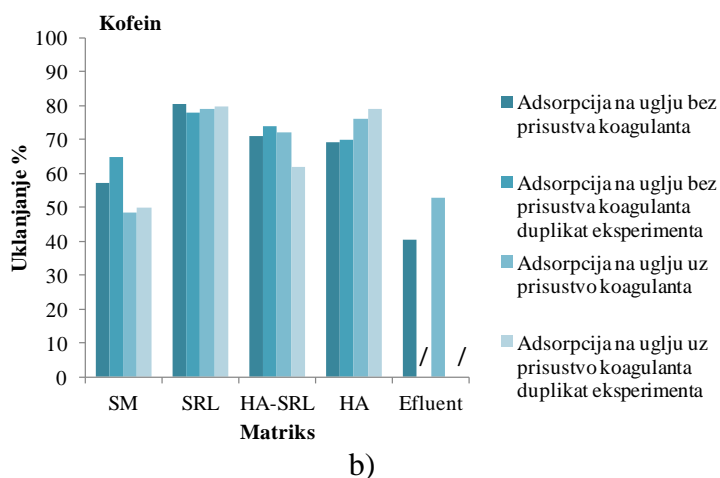 Kofein
100
90
80
70
60
50
40
30
20
10
0
Uklanjanje %
/
/
SM SRL HA-SRL HA Efluent
Matriks
Adsorpcija na uglju bez
prisustva koagulanta
Adsorpcija na uglju bez
prisustva koagulanta
duplikat eksperimenta
Adsorpcija na uglju uz
prisustvo koagulanta
Adsorpcija na uglju uz
prisustvo koagulanta
duplikat eksperimenta
b)